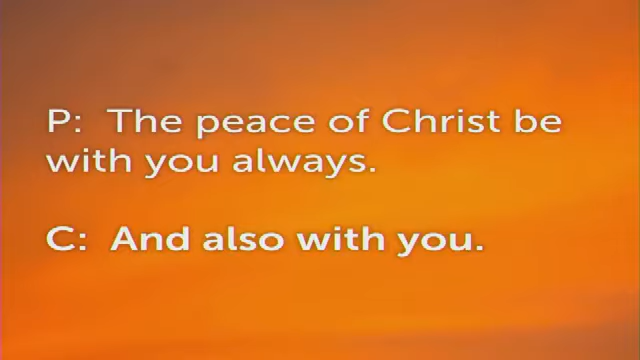 P:  The peace of Christ be
with you always.
C:  And also with you.